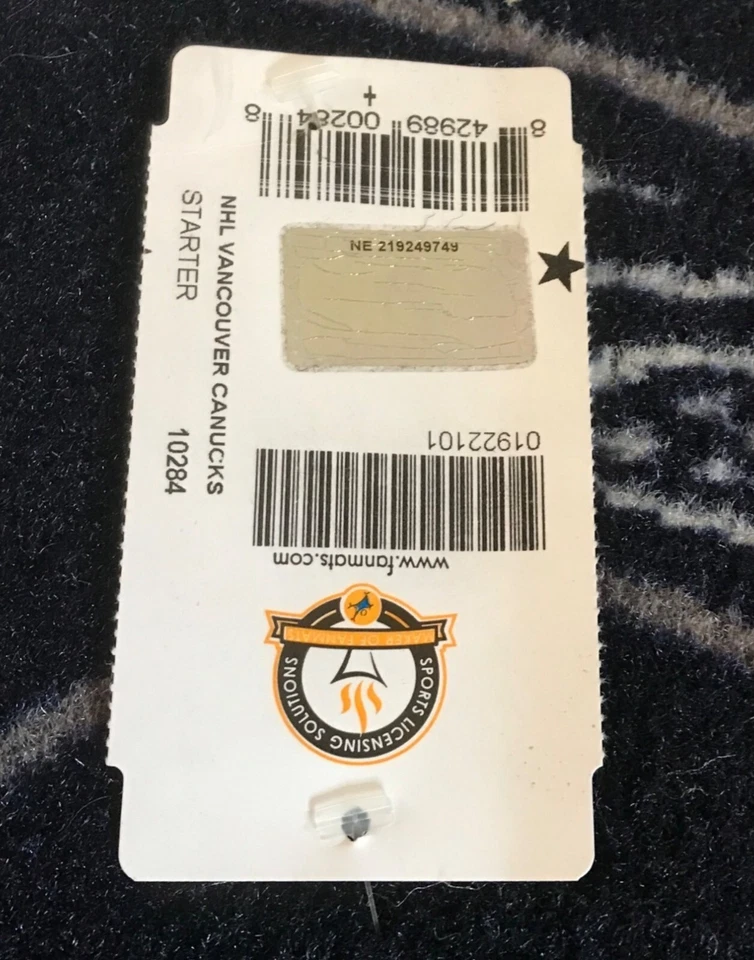 MAKER OF FANMATS
SPORTS LICENSING SOLUTIONS
www.fanmats.com
01922101
NE 219249749
8 42989 00284 8
NHL VANCOUVER CANUCKS
STARTER 10284